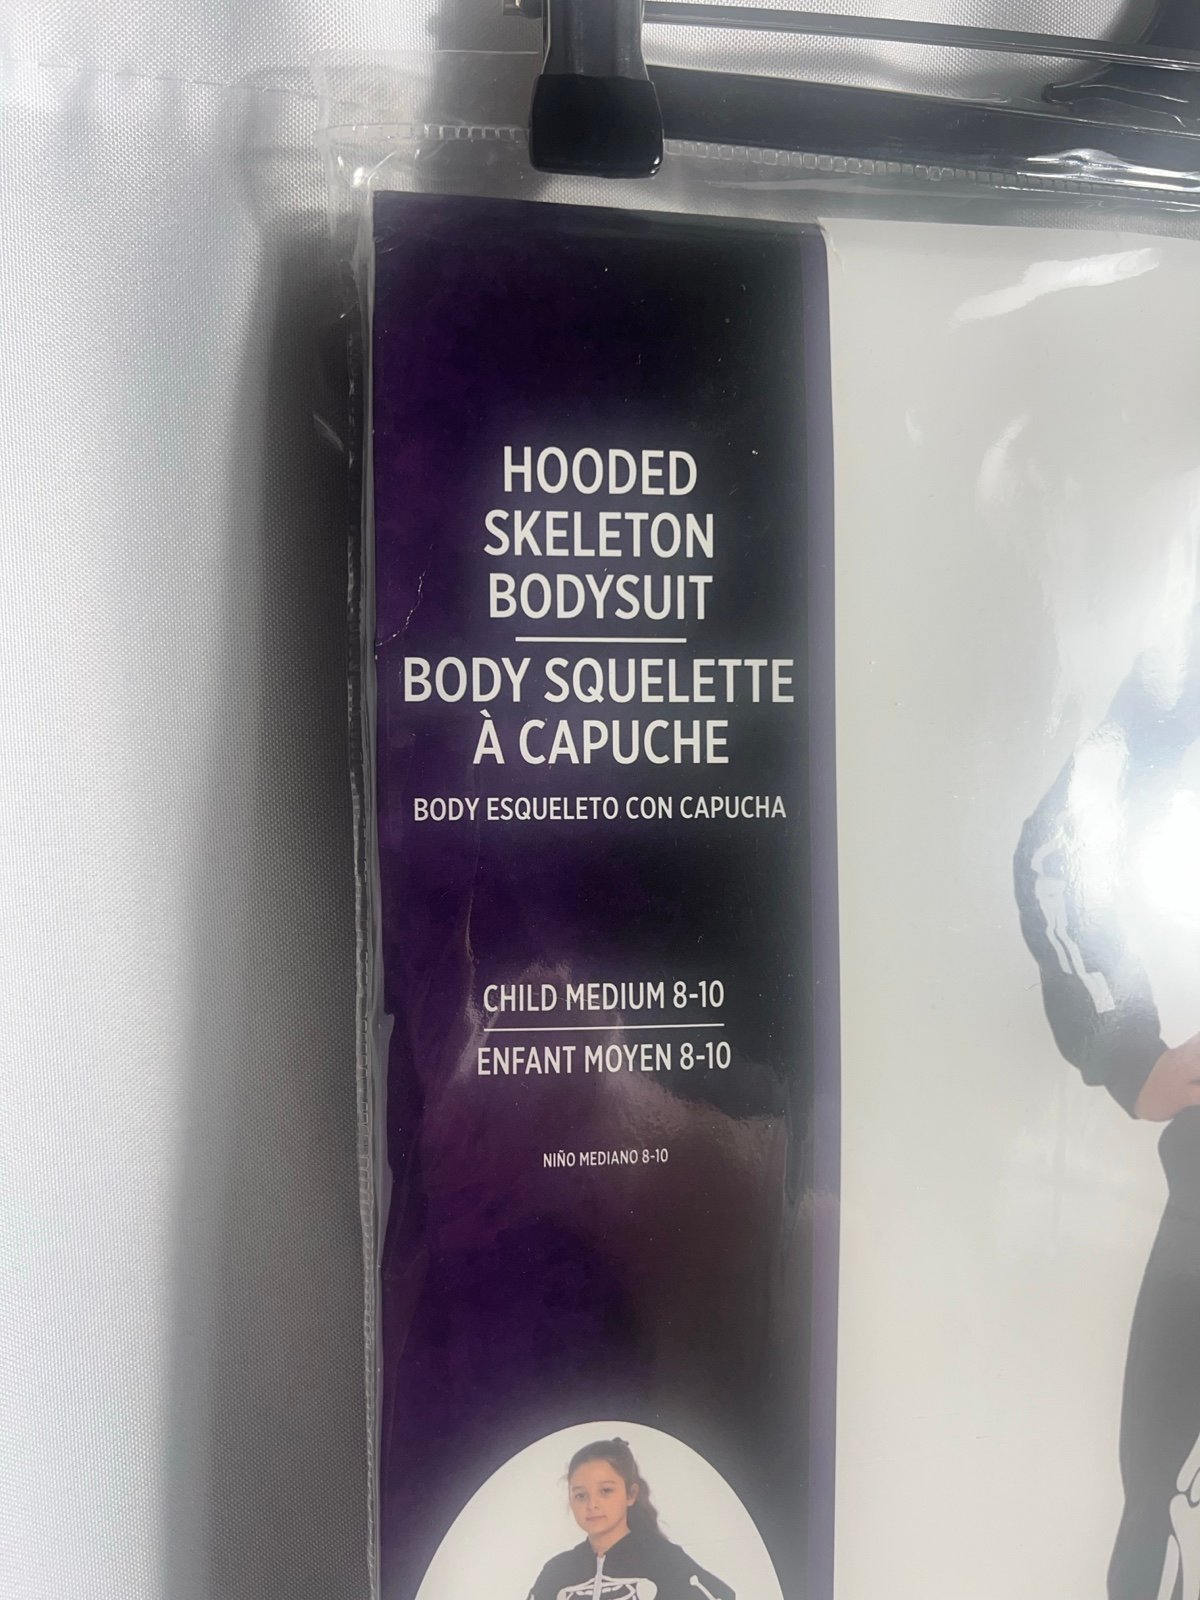 HOODED
SKELETON
BODYSUIT
BODY SQUELETTE
À CAPUCHE
BODY ESQUELETO CON CAPUCHA
CHILD MEDIUM 8-10
ENFANT MOYEN 8-10
NIÑO MEDIANO 8-10